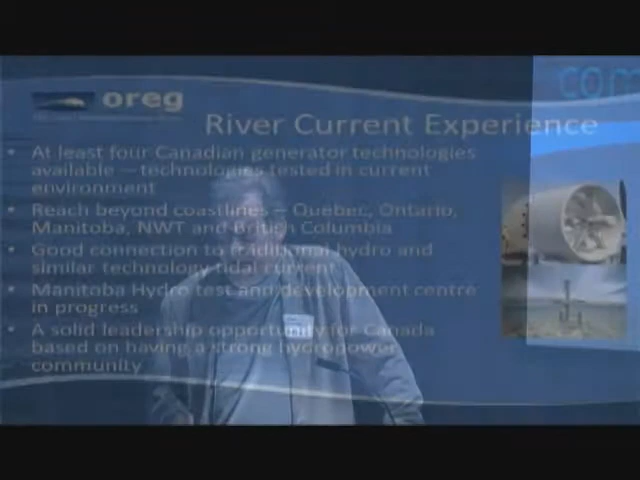 com
oreg
River Current Experience
• At least four Canadian generator technologies
available — technologies tested in current
environment
• Reach beyond coastlines – Quebec, Ontario,
Manitoba, NWT and British Columbia
• Good connection to traditional hydro and
similar technology tidal current
• Manitoba Hydro test and development centre
in progress
• A solid leadership opportunity for Canada
based on having a strong hydropower
community